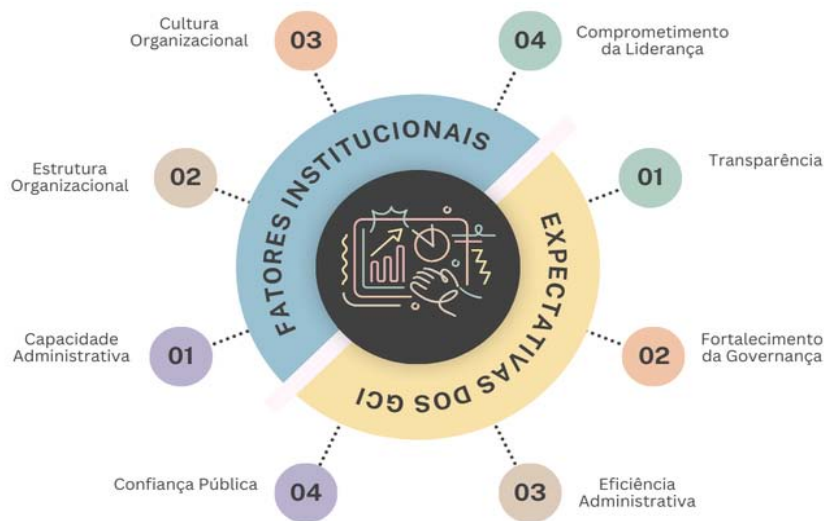 Cultura
Organizacional
03
04
Comprometimento
da Liderança
Estrutura
Organizacional
02
01
Transparência
FATORES INSTITUCIONAIS
EXPECTATIVAS DOS GCI
Capacidade
Administrativa
01
02
Fortalecimento
da Governança
Confiança Pública
04
03
Eficiência
Administrativa